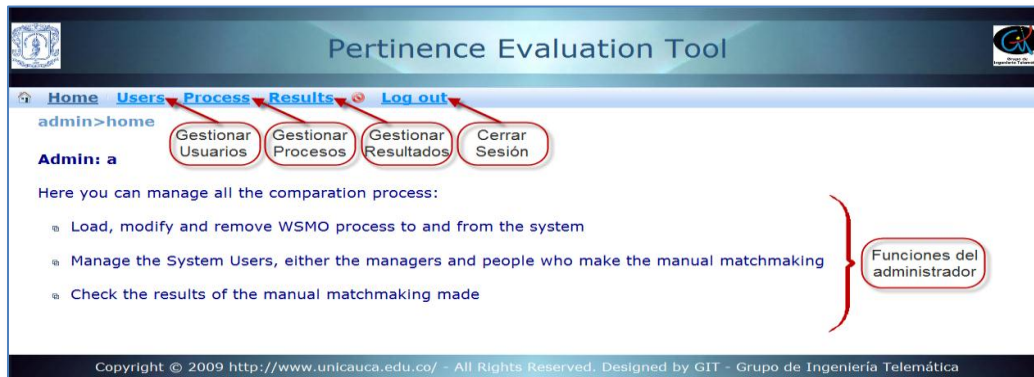 Pertinence Evaluation Tool
Grupo de
Ingeniería Telemática
Home Users Process Results Log out
admin>home
Gestionar
Usuarios
Gestionar
Procesos
Gestionar
Resultados
Cerrar
Sesión
Admin: a
Here you can manage all the comparation process:
Load, modify and remove WSMO process to and from the system
Manage the System Users, either the managers and people who make the manual matchmaking
Check the results of the manual matchmaking made
Funciones del
administrador
Copyright © 2009 http://www.unicauca.edu.co/ - All Rights Reserved. Designed by GIT - Grupo de Ingeniería Telemática